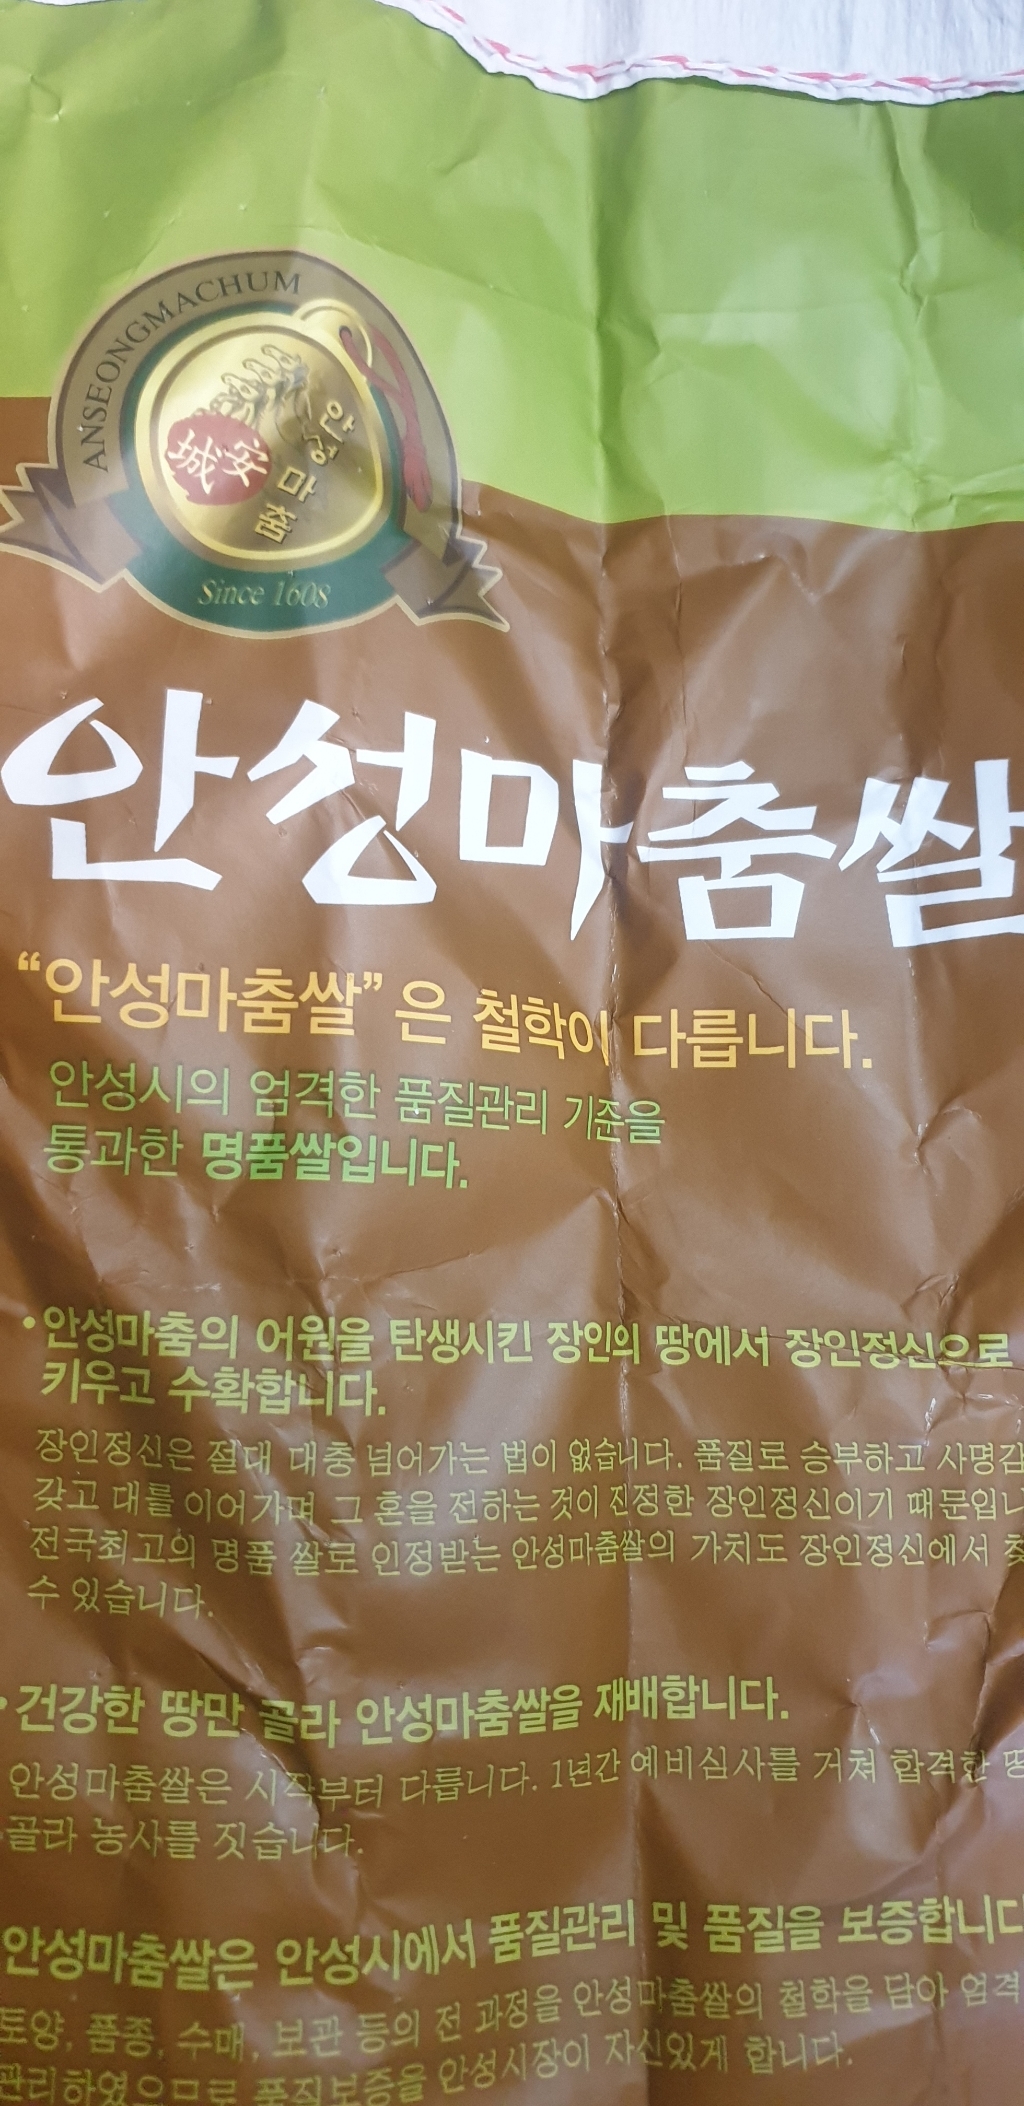 ANSEONGMACHUM
안성마춤
安城
Since 1608
안성마춤쌀
“안성마춤쌀”은 철학이 다릅니다.
안성시의 엄격한 품질관리 기준을
통과한 명품쌀입니다.
•안성마춤의 어원을 탄생시킨 장인의 땅에서 장인정신으로
키우고 수확합니다.
장인정신은 절대 대충 넘어가는 법이 없습니다. 품질로 승부하고 사명감
갖고 대를 이어가며 그 혼을 전하는 것이 진정한 장인정신이기 때문입니
전국최고의 명품 쌀로 인정받는 안성마춤쌀의 가치도 장인정신에서 찾
수 있습니다.
•건강한 땅만 골라 안성마춤쌀을 재배합니다.
안성마춤쌀은 시작부터 다릅니다. 1년간 예비심사를 거쳐 합격한 땅
골라 농사를 짓습니다.
안성마춤쌀은 안성시에서 품질관리 및 품질을 보증합니다
토양, 품종, 수매, 보관 등의 전 과정을 안성마춤쌀의 철학을 담아 엄격
관리하였으므로 품질보증을 안성시장이 자신있게 합니다.